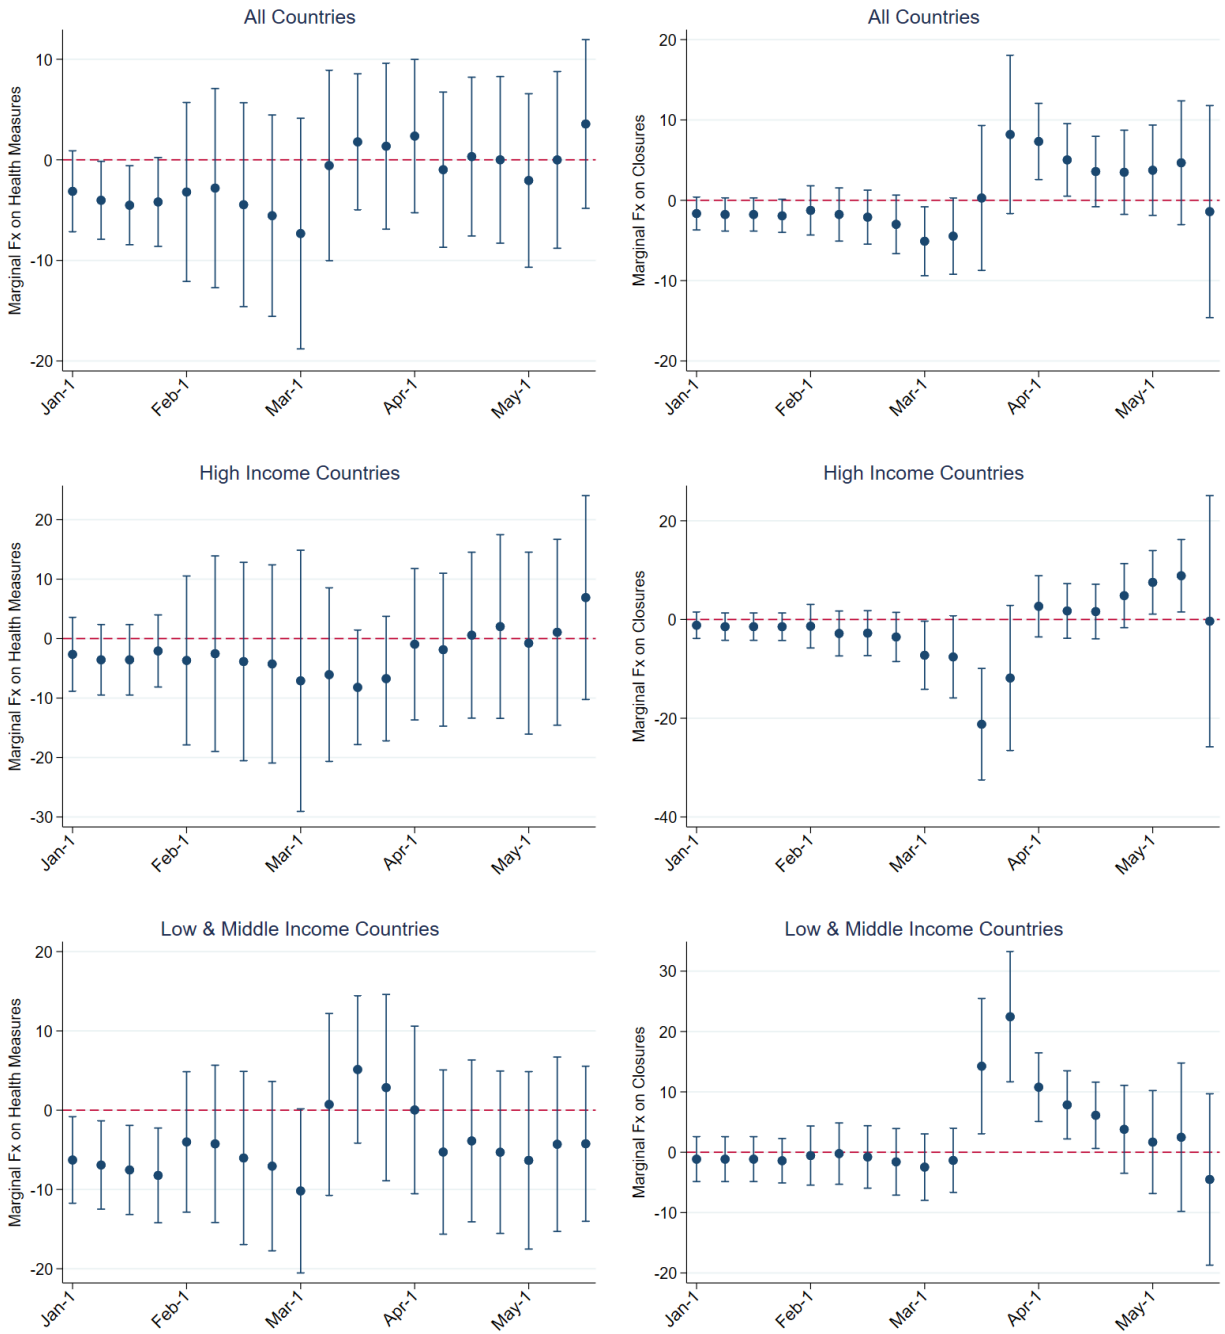 All Countries
Marginal Fx on Health Measures
10
0
-10
-20
Jan-1
Feb-1
Mar-1
Apr-1
May-1
All Countries
Marginal Fx on Closures
20
10
0
-10
-20
Jan-1
Feb-1
Mar-1
Apr-1
May-1
High Income Countries
Marginal Fx on Health Measures
20
10
0
-10
-20
-30
Jan-1
Feb-1
Mar-1
Apr-1
May-1
High Income Countries
Marginal Fx on Closures
20
0
-20
-40
Jan-1
Feb-1
Mar-1
Apr-1
May-1
Low & Middle Income Countries
Marginal Fx on Health Measures
20
10
0
-10
-20
Jan-1
Feb-1
Mar-1
Apr-1
May-1
Low & Middle Income Countries
Marginal Fx on Closures
30
20
10
0
-10
-20
Jan-1
Feb-1
Mar-1
Apr-1
May-1